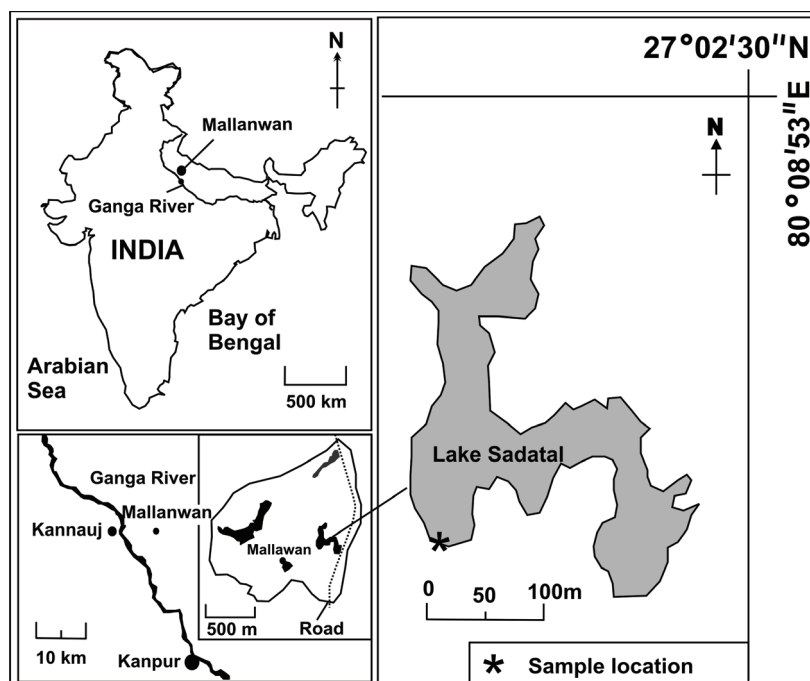 N
Mallanwan
Ganga River
INDIA
Bay of
Bengal
Arabian
Sea
500 km
Ganga River
Mallanwan
Kannauj
10 km
Kanpur
Mallawan
500 m
Road
27°02'30"N
80°08'53"E
N
Lake Sadatal
0
50
100m
* Sample location